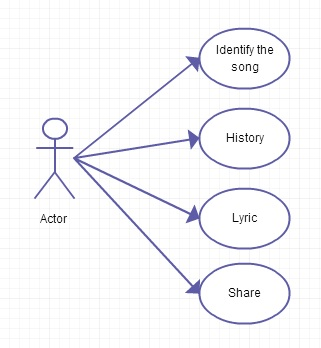 Identify the
song
History
Actor
Lyric
Share